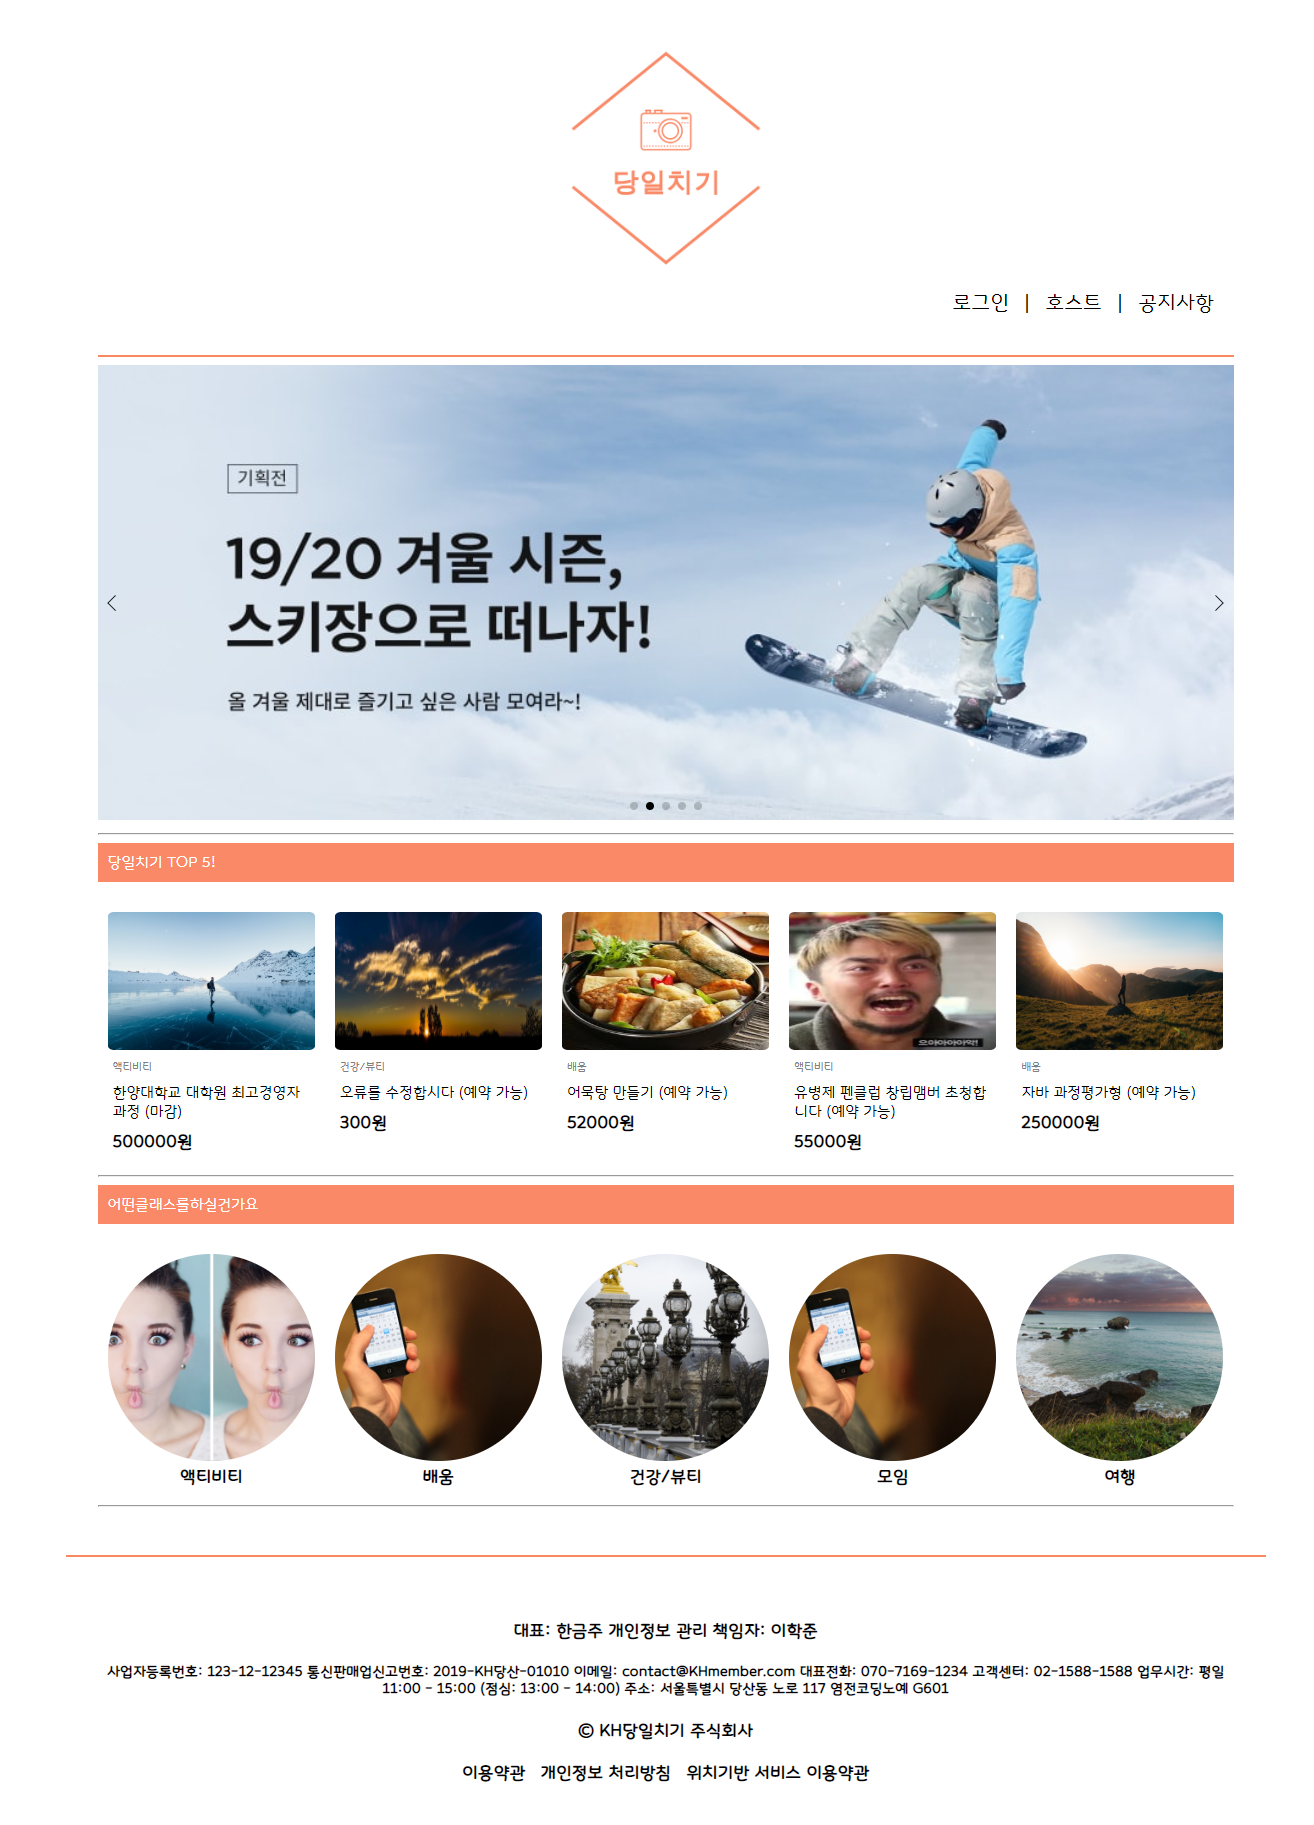 당일치기
로그인 | 호스트 | 공지사항
기획전
19/20 겨울 시즌,
스키장으로 떠나자!
올 겨울 제대로 즐기고 싶은 사람 모여라~!
당일치기 TOP 5!
액티비티
한양대학교 대학원 최고경영자
과정 (마감)
500000원
건강/뷰티
오류를 수정합시다 (예약 가능)
300원
배움
어묵탕 만들기 (예약 가능)
52000원
으아아아아악!
액티비티
유병제 펜클럽 창립맴버 초청합
니다 (예약 가능)
55000원
배움
자바 과정평가형 (예약 가능)
250000원
어떤클래스를하실건가요
액티비티
배움
건강/뷰티
모임
여행
대표: 한금주 개인정보 관리 책임자: 이학준
사업자등록번호: 123-12-12345 통신판매업신고번호: 2019-KH당산-01010 이메일: contact@KHmember.com 대표전화: 070-7169-1234 고객센터: 02-1588-1588 업무시간: 평일
11:00 - 15:00 (점심: 13:00 - 14:00) 주소: 서울특별시 당산동 노로 117 염전코딩노예 G601
© KH당일치기 주식회사
이용약관 개인정보 처리방침 위치기반 서비스 이용약관